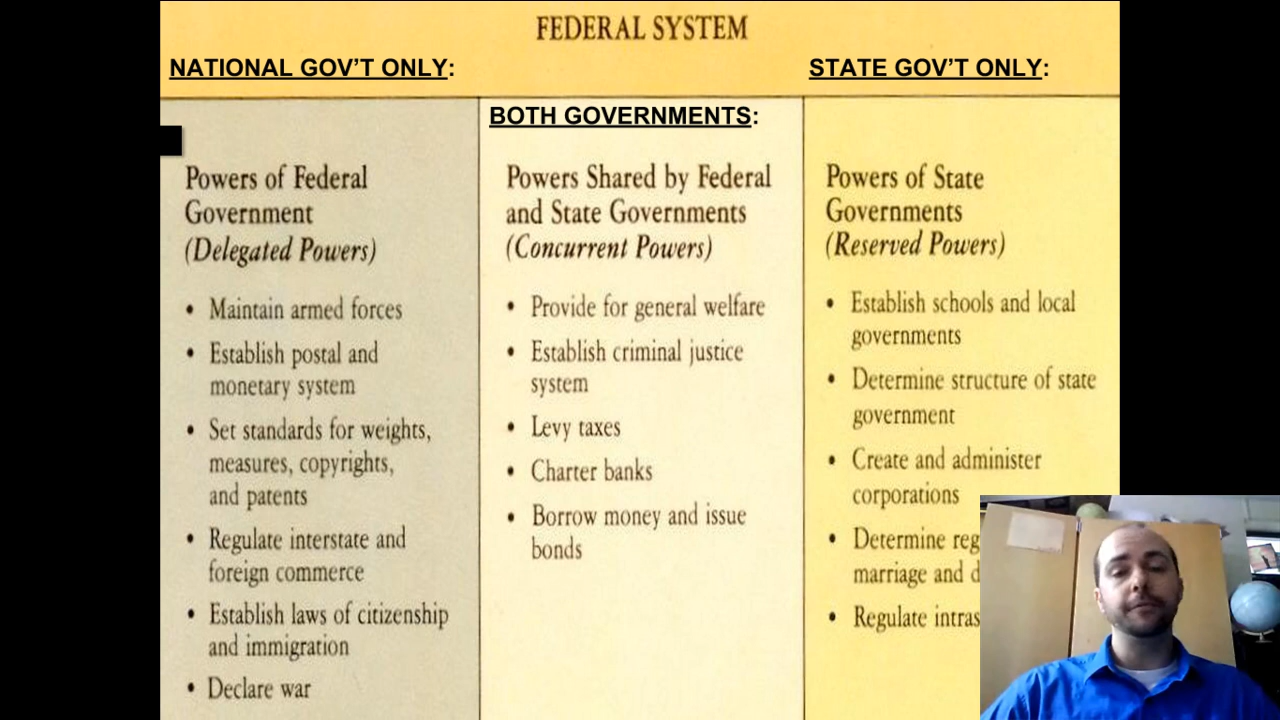 FEDERAL SYSTEM
NATIONAL GOV'T ONLY:
STATE GOV'T ONLY:
BOTH GOVERNMENTS:
Powers of Federal
Government
(Delegated Powers)
• Maintain armed forces
• Establish postal and
monetary system
• Set standards for weights,
measures, copyrights,
and patents
• Regulate interstate and
foreign commerce
• Establish laws of citizenship
and immigration
• Declare war
Powers Shared by Federal
and State Governments
(Concurrent Powers)
• Provide for general welfare
• Establish criminal justice
system
• Levy taxes
• Charter banks
• Borrow money and issue
bonds
Powers of State
Governments
(Reserved Powers)
• Establish schools and local
governments
• Determine structure of state
government
• Create and administer
corporations
• Determine
marriage and
• Regulate